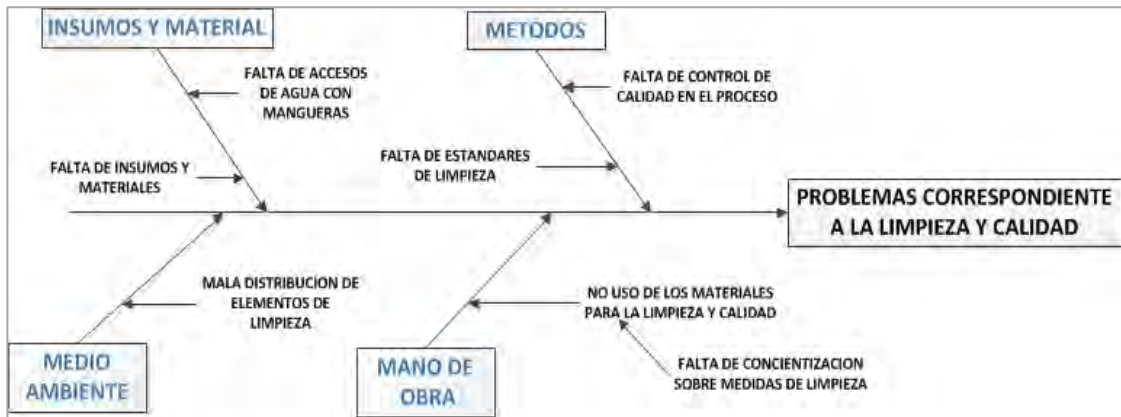 INSUMOS Y MATERIAL
METODOS
FALTA DE ACCESOS
DE AGUA CON
MANGUERAS
FALTA DE CONTROL DE
CALIDAD EN EL PROCESO
FALTA DE INSUMOS Y
MATERIALES
FALTA DE ESTANDARES
DE LIMPIEZA
PROBLEMAS CORRESPONDIENTE
A LA LIMPIEZA Y CALIDAD
MALA DISTRIBUCION DE
ELEMENTOS DE
LIMPIEZA
NO USO DE LOS MATERIALES
PARA LA LIMPIEZA Y CALIDAD
MEDIO
AMBIENTE
MANO DE
OBRA
FALTA DE CONCIENTIZACION
SOBRE MEDIDAS DE LIMPIEZA